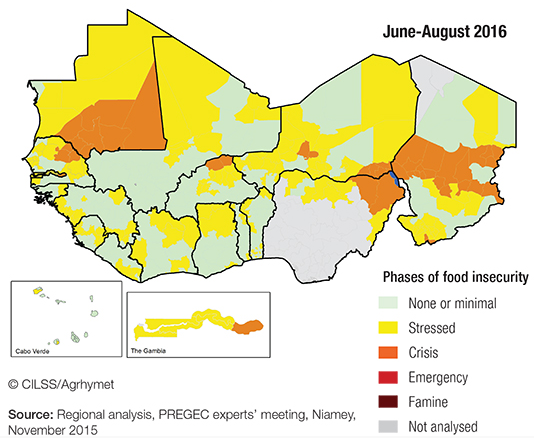 June-August 2016
Phases of food insecurity
None or minimal
Stressed
Crisis
Emergency
Famine
Not analysed
Cabo Verde
The Gambia
© CILSS/Agrhymet
Source: Regional analysis, PREGEC experts' meeting, Niamey,
November 2015